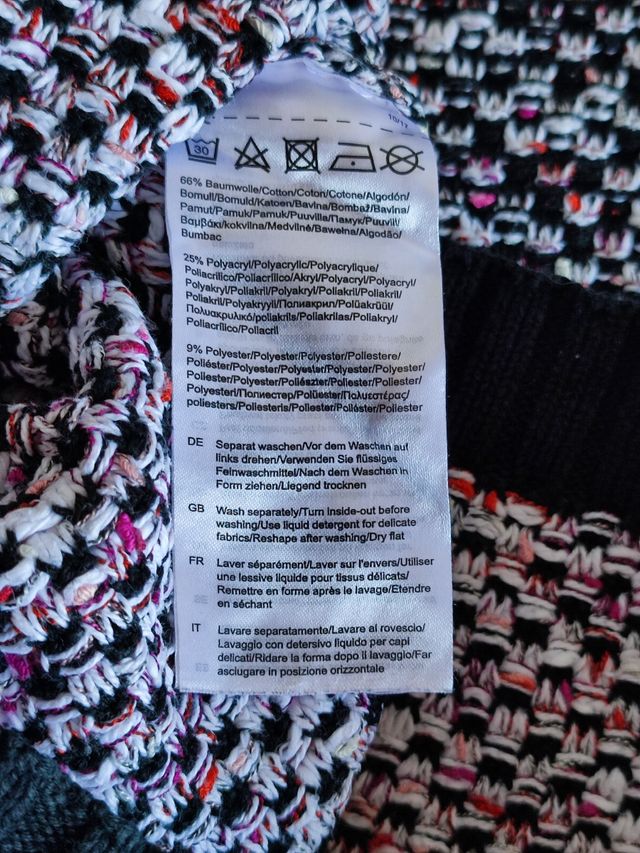 10/17
30
66% Baumwolle/Cotton/Coton/Cotone/Algodón/
Bomull/Bomuld/Katoen/Bavlna/Bombaž/Bavlna/
Pamut/Pamuk/Pamuk/Puuvilla/Памук/Puuvill/
Βαμβάκι/kokvilna/Medvilnė/Bawełna/Algodão/
Bumbac
25% Polyacryl/Polyacrylic/Polyacrylique/
Poliacrilico/Poliacrílico/Akryl/Polyacryl/Polyacryl/
Polyakryl/Poliakril/Polyakryl/Poliakril/Poliakril/
Poliakril/Polyakryyli/Полиакрил/Polüakrüül/
Πολυακρυλικό/poliakrils/Poliakrilas/Poliakryl/
Poliacrílico/Poliacril
9% Polyester/Polyester/Polyester/Poliestere/
Poliéster/Polyester/Polyester/Polyester/Polyester/
Poliester/Polyester/Poliészter/Poliester/Poliester/
Polyesteri/Полиестер/Polüester/Πολυεστέρας/
poliesters/Poliesteris/Poliester/Poliéster/Poliester
DE Separat waschen/Vor dem Waschen auf
links drehen/Verwenden Sie flüssiges
Feinwaschmittel/Nach dem Waschen in
Form ziehen/Liegend trocknen
GB Wash separately/Turn inside-out before
washing/Use liquid detergent for delicate
fabrics/Reshape after washing/Dry flat
FR Laver séparément/Laver sur l'envers/Utiliser
une lessive liquide pour tissus délicats/
Remettre en forme après le lavage/Etendre
en séchant
IT Lavare separatamente/Lavare al rovescio/
Lavaggio con detersivo liquido per capi
delicati/Ridare la forma dopo il lavaggio/Far
asciugare in posizione orizzontale